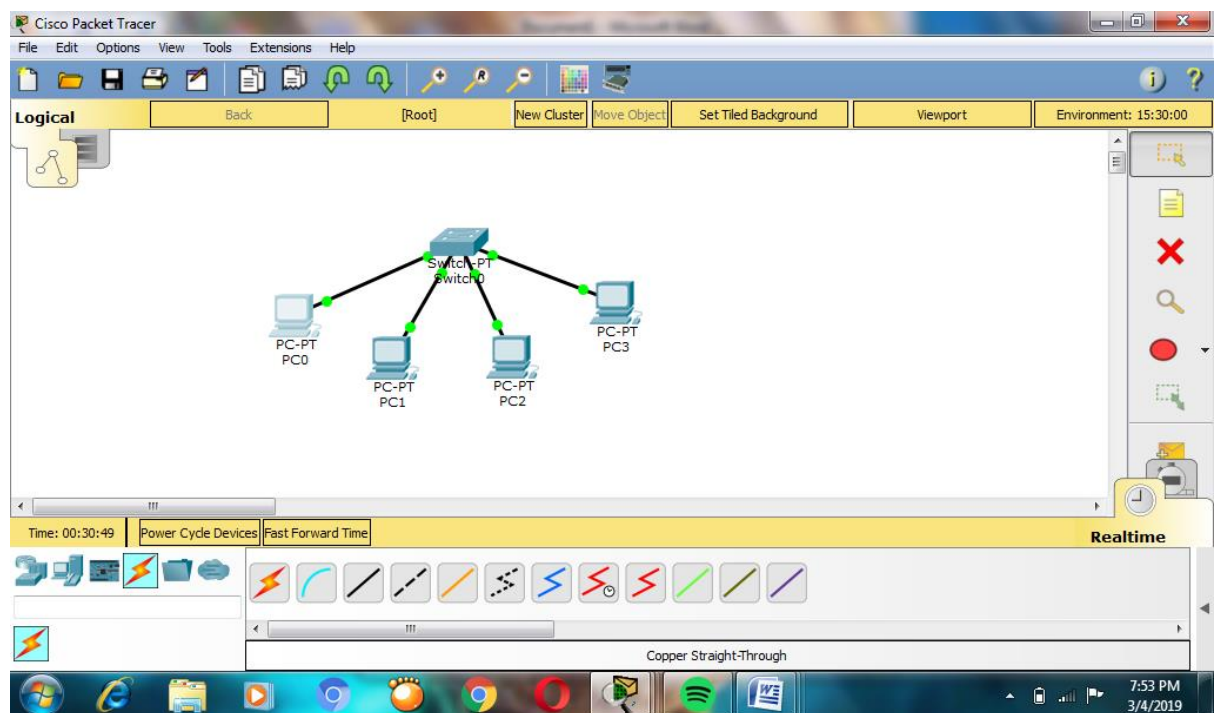 Cisco Packet Tracer
File Edit Options View Tools Extensions Help
Logical Back [Root] New Cluster Move Object Set Tiled Background Viewport Environment: 15:30:00
Switch-PT
Switch0
PC-PT
PC0
PC-PT
PC1
PC-PT
PC2
PC-PT
PC3
Time: 00:30:49 Power Cycle Devices Fast Forward Time Realtime
Copper Straight-Through
7:53 PM
3/4/2019